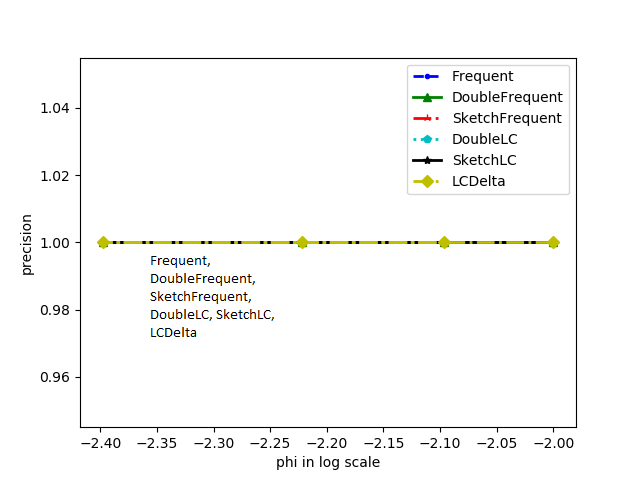 1.04
1.02
1.00
0.98
0.96
precision
Frequent
DoubleFrequent
SketchFrequent
DoubleLC
SketchLC
LCDelta
Frequent,
DoubleFrequent,
SketchFrequent,
DoubleLC, SketchLC,
LCDelta
−2.40 −2.35 −2.30 −2.25 −2.20 −2.15 −2.10 −2.05 −2.00
phi in log scale